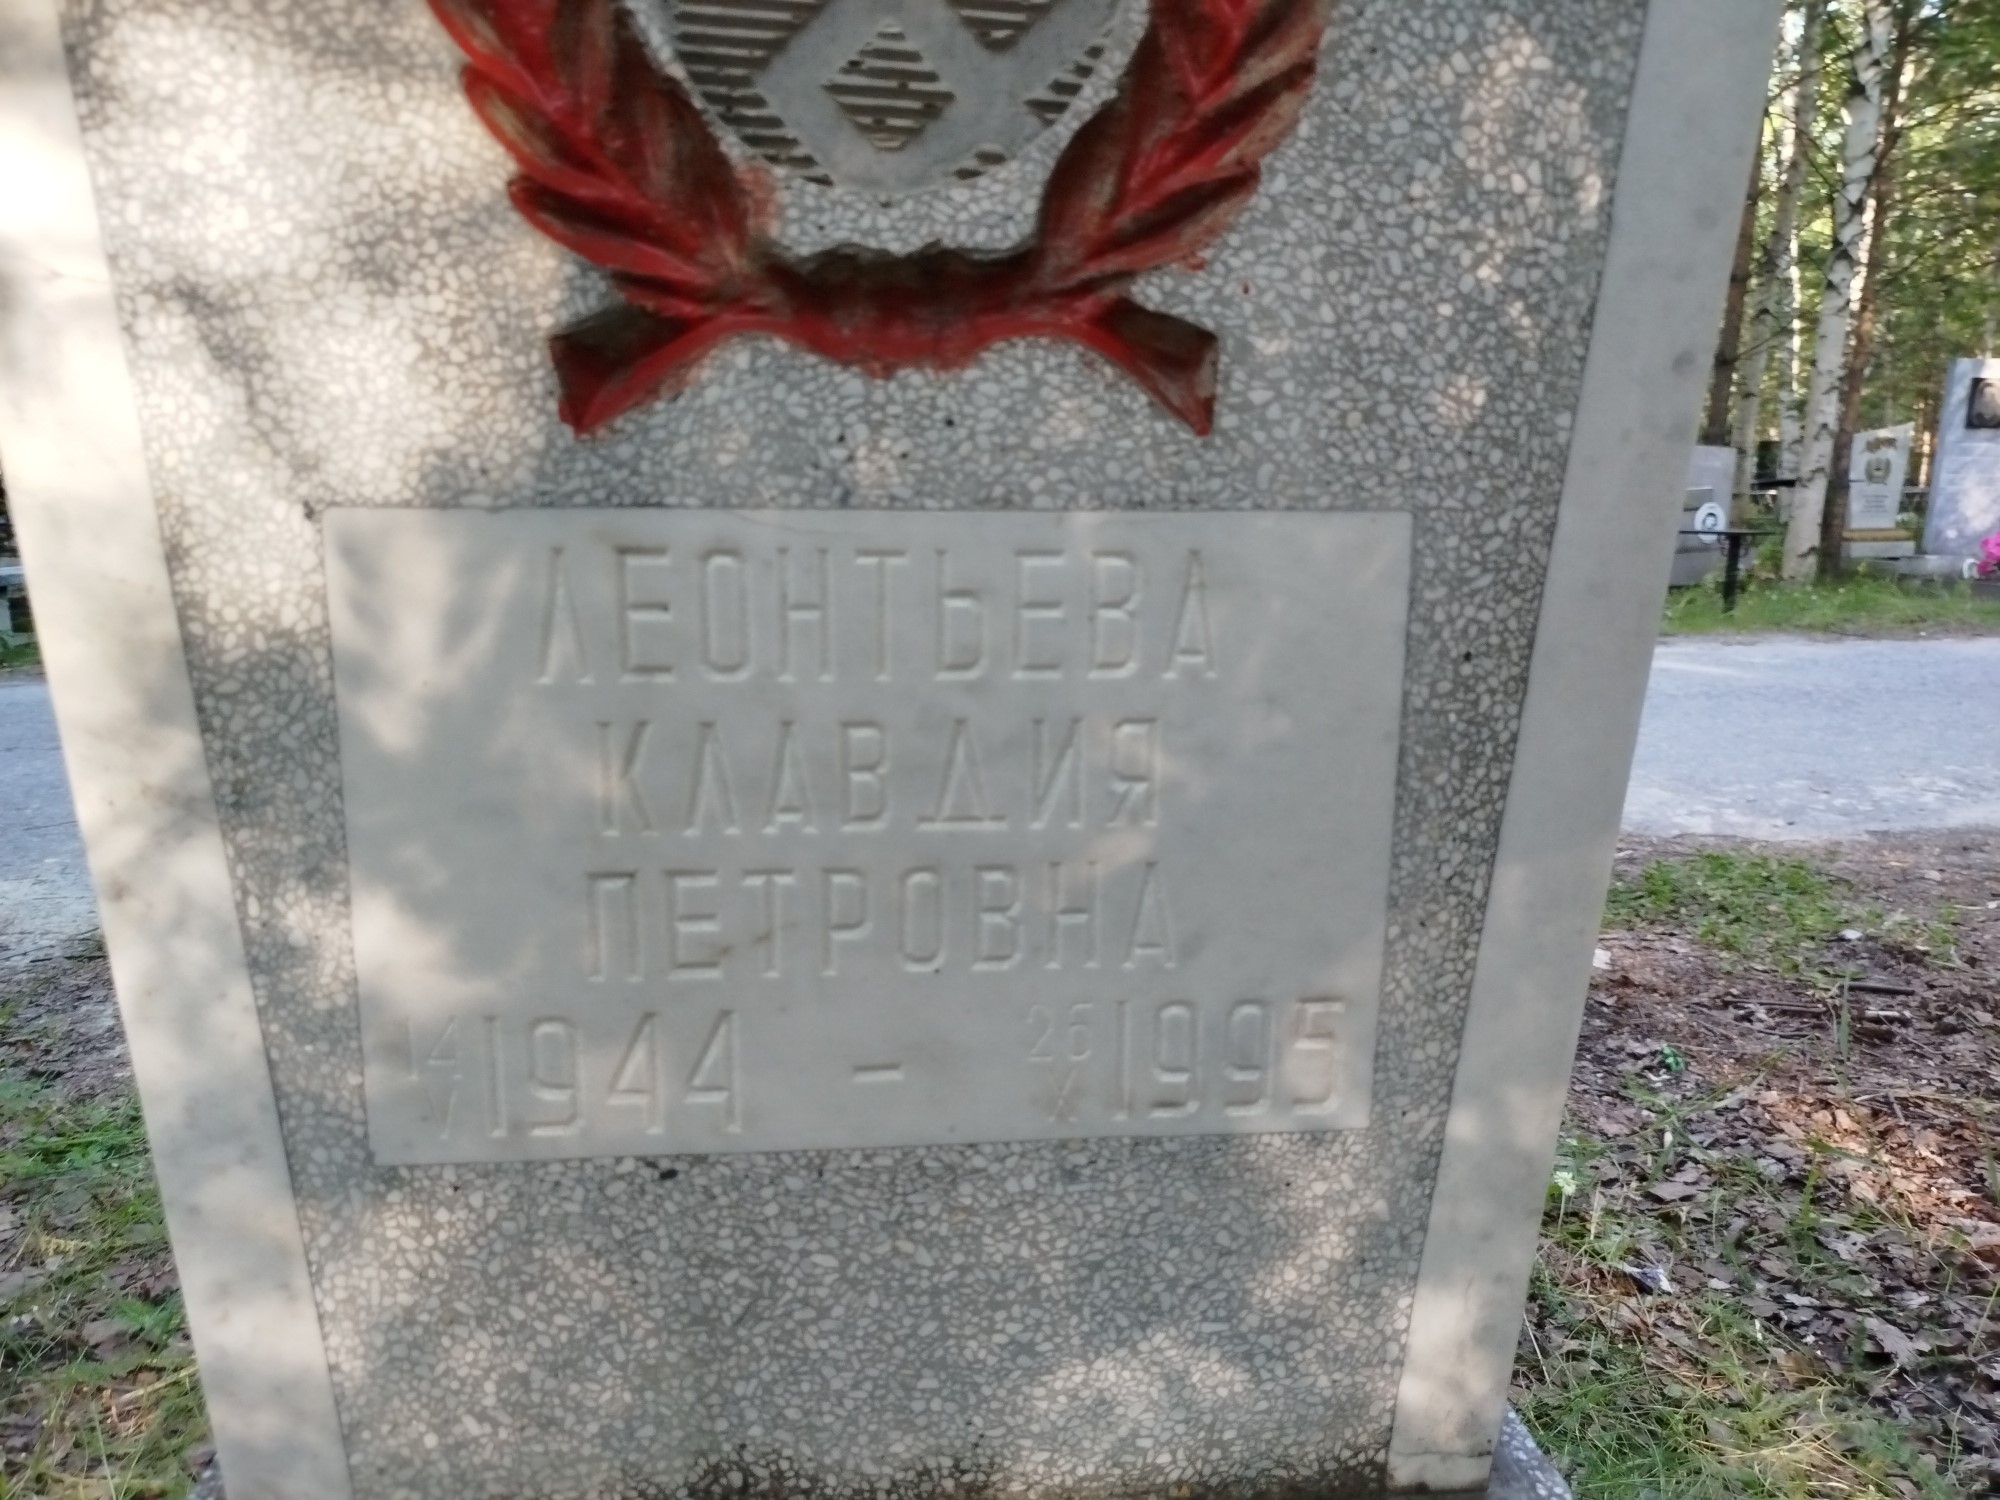 ЛЕОНТЬЕВА
КЛАВДИЯ
ПЕТРОВНА
14/V 1944 - 26/X 1995